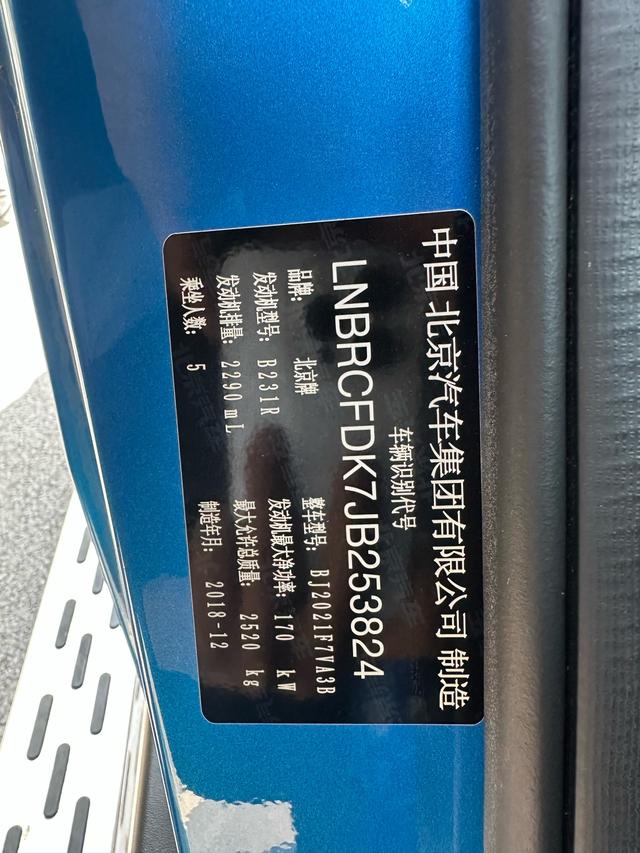 中国 北京汽车集团有限公司 制造
车辆识别代号
LNBRCFDK7JB253824
品牌： 北京牌 整车型号： BJ2021F7VA3B
发动机型号： B231R 发动机最大净功率： 170 kW
发动机排量： 2290 mL 最大允许总质量： 2520 kg
乘坐人数： 5 制造年月： 2018-12